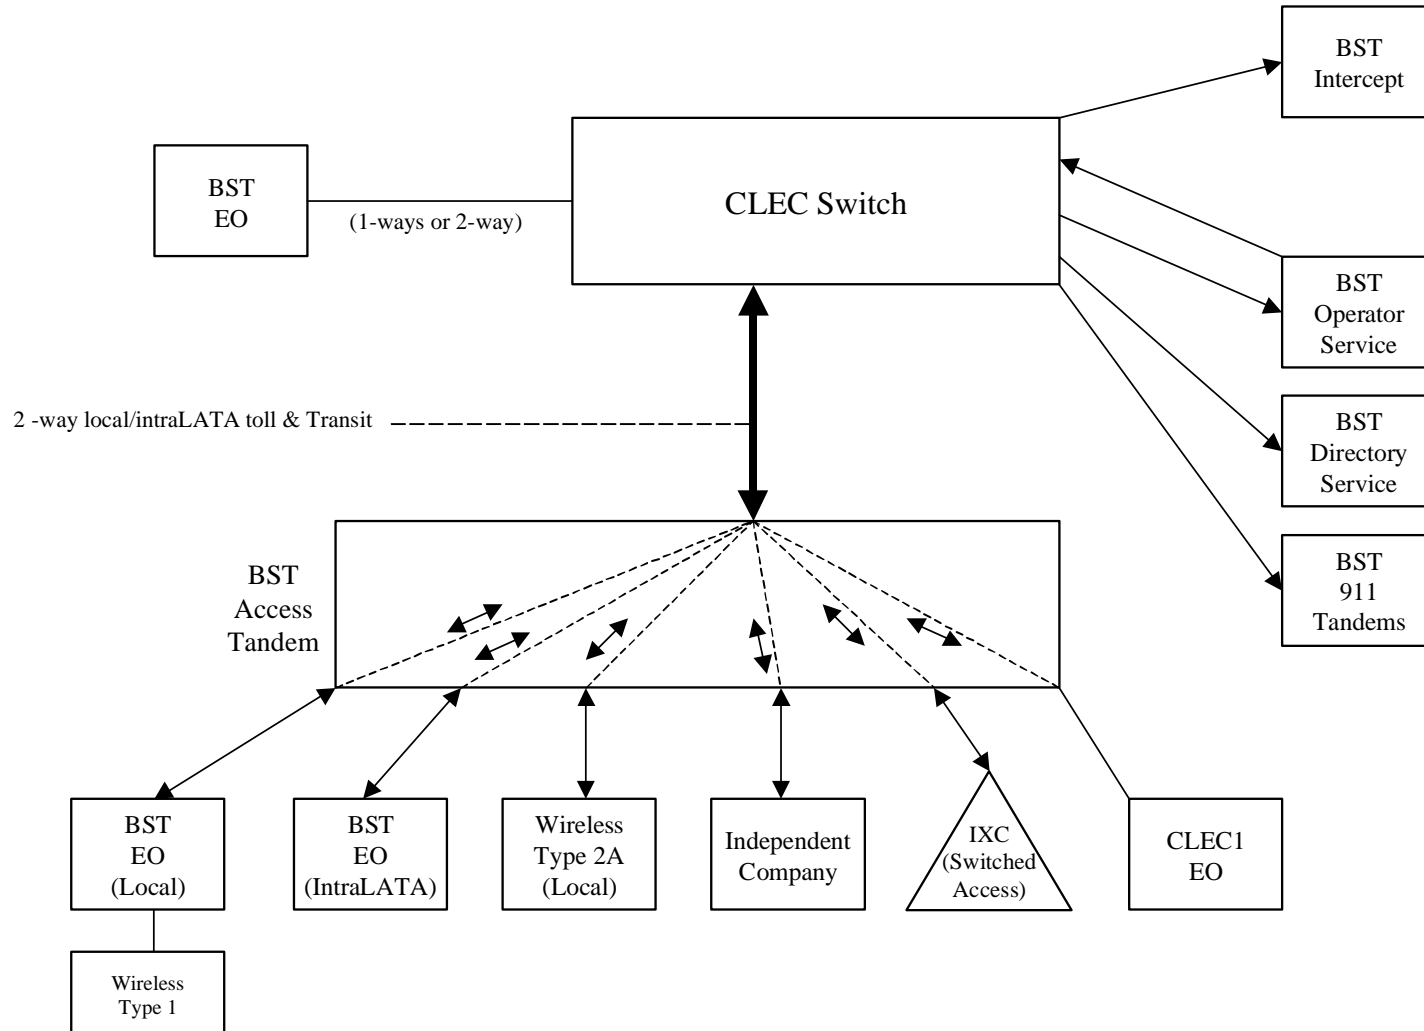 BST
Intercept
BST
EO
(1-ways or 2-way)
CLEC Switch
BST
Operator
Service
2 -way local/intraLATA toll & Transit
BST
Directory
Service
BST
911
Tandems
BST
Access
Tandem
BST
EO
(Local)
BST
EO
(IntraLATA)
Wireless
Type 2A
(Local)
Independent
Company
IXC
(Switched
Access)
CLEC1
EO
Wireless
Type 1